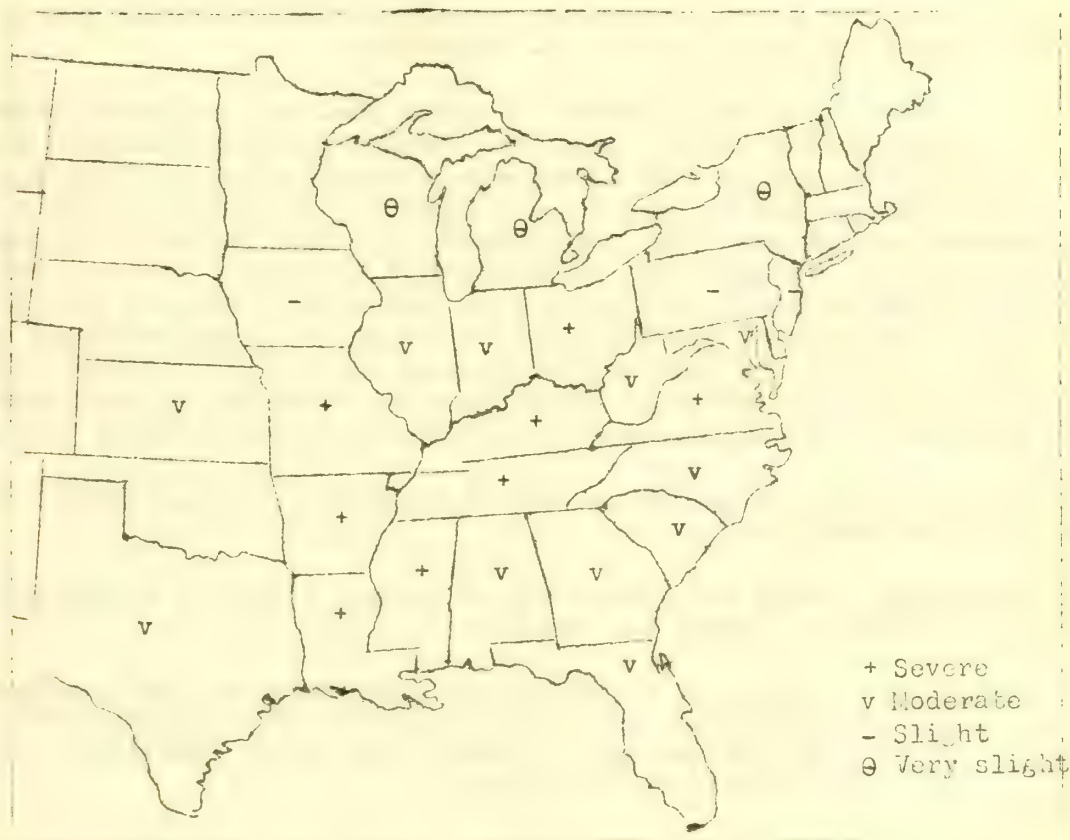 θ
θ
θ
-
-
-
+
v
v
v
v
v
+
v
+
+
+
v
+
v
+
v
v
+
v
v
+ Severe
v Moderate
- Slight
θ Very slight